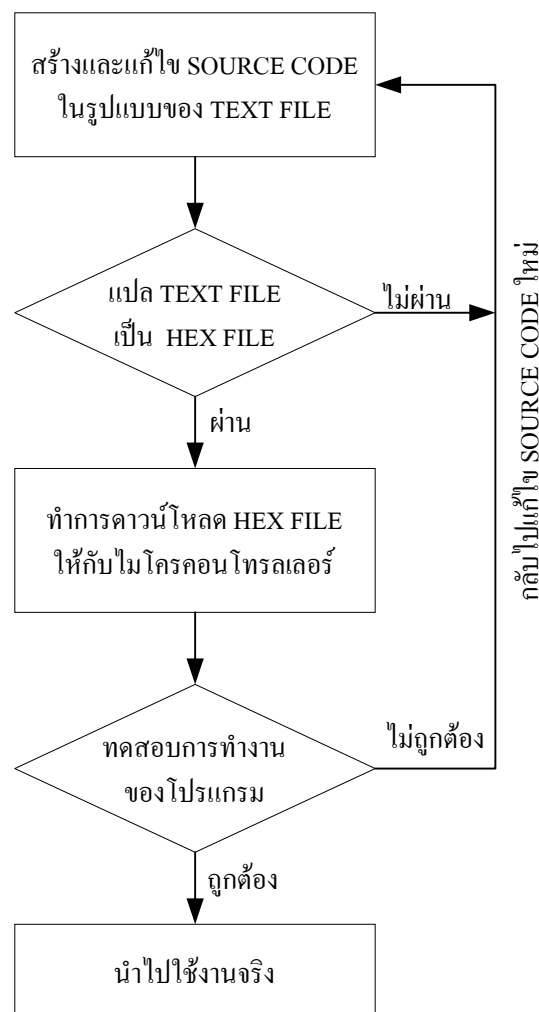 สร้างและแก้ไข SOURCE CODE
ในรูปแบบของ TEXT FILE
แปล TEXT FILE
เป็น HEX FILE
ไม่ผ่าน
ผ่าน
กลับไปแก้ไข SOURCE CODE ใหม่
ทำการดาวน์โหลด HEX FILE
ให้กับไมโครคอนโทรลเลอร์
ทดสอบการทำงาน
ของโปรแกรม
ไม่ถูกต้อง
ถูกต้อง
นำไปใช้งานจริง